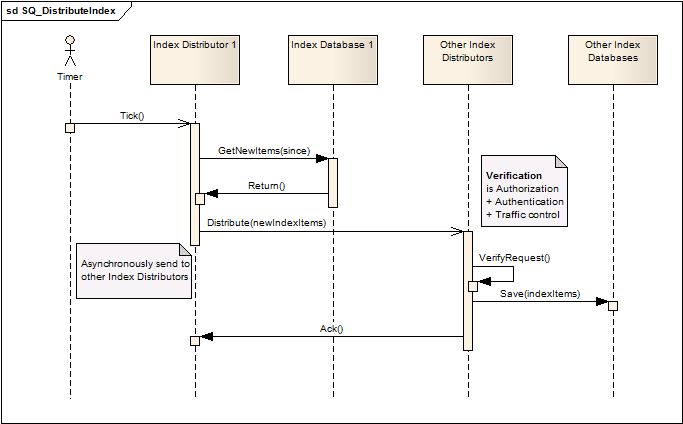 sd SQ_DistributeIndex
Timer
Index Distributor 1
Index Database 1
Other Index
Distributors
Other Index
Databases
Tick()
GetNewItems(since)
Return()
Verification
is Authorization
+ Authentication
+ Traffic control
Distribute(newIndexItems)
Asynchronously send to
other Index Distributors
VerifyRequest()
Save(indexItems)
Ack()